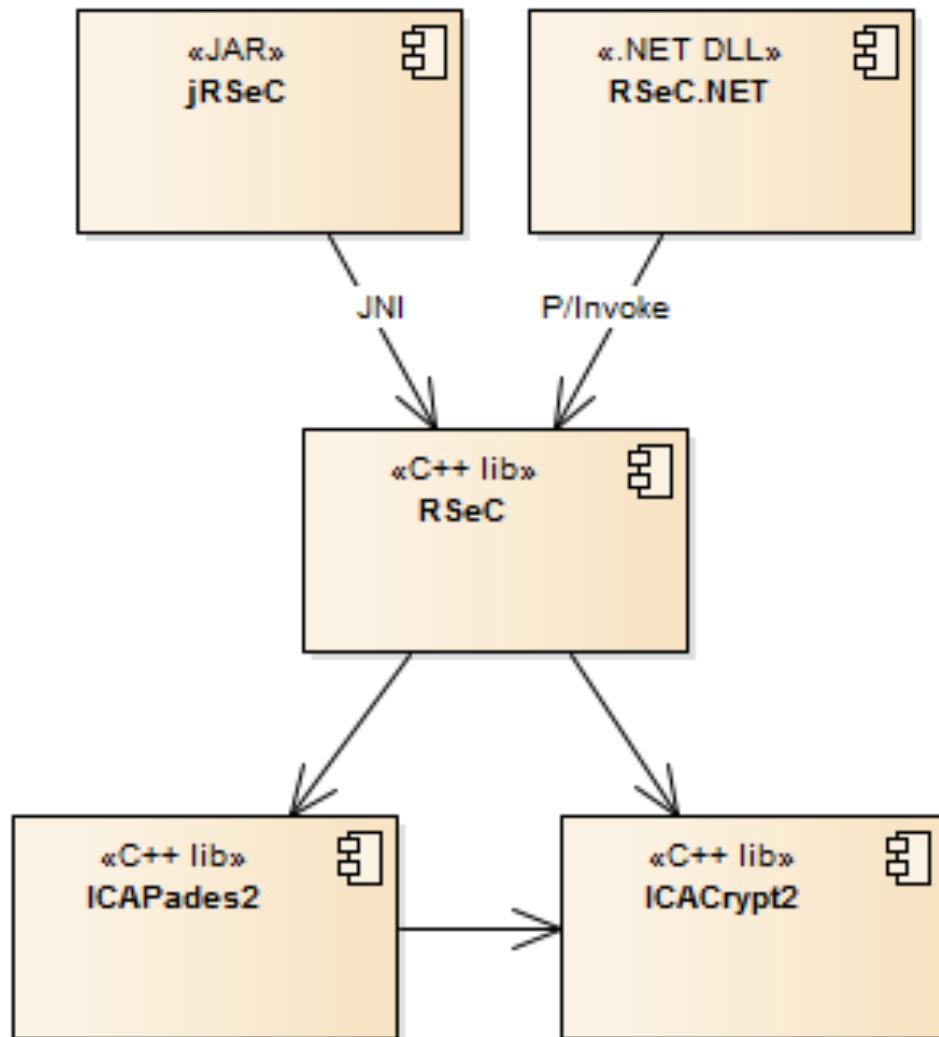 «JAR»
jRSeC
«.NET DLL»
RSeC.NET
JNI
P/Invoke
«C++ lib»
RSeC
«C++ lib»
ICAPades2
«C++ lib»
ICACrypt2